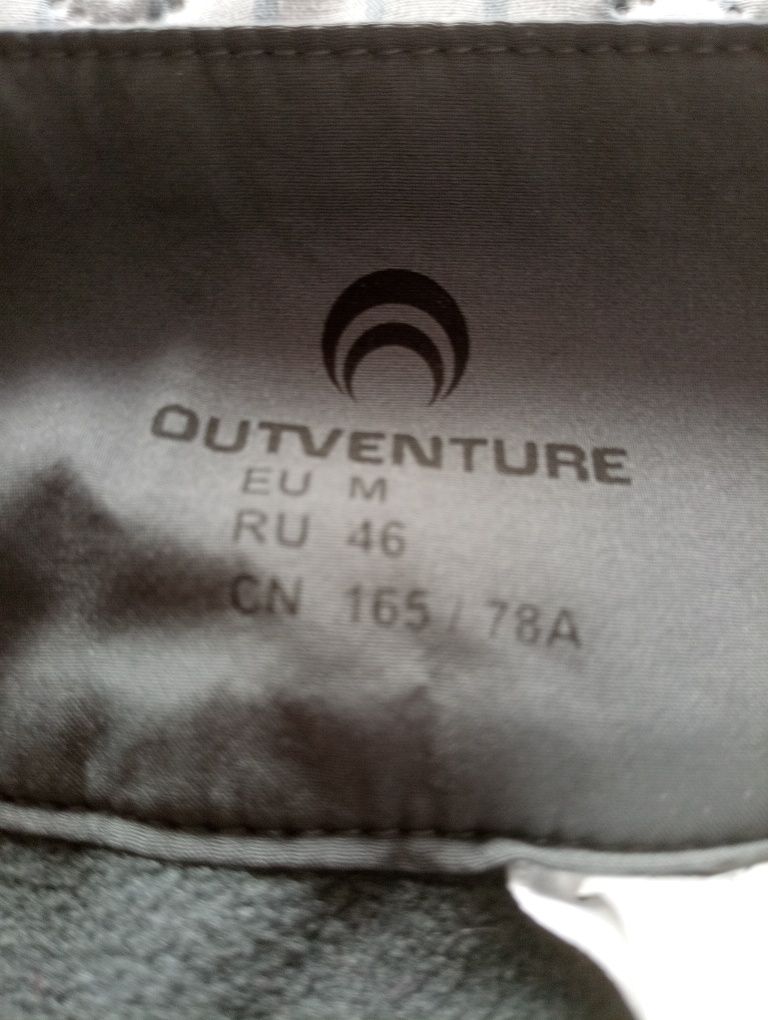 OUTVENTURE
EU M
RU 46
CN 165 / 78A